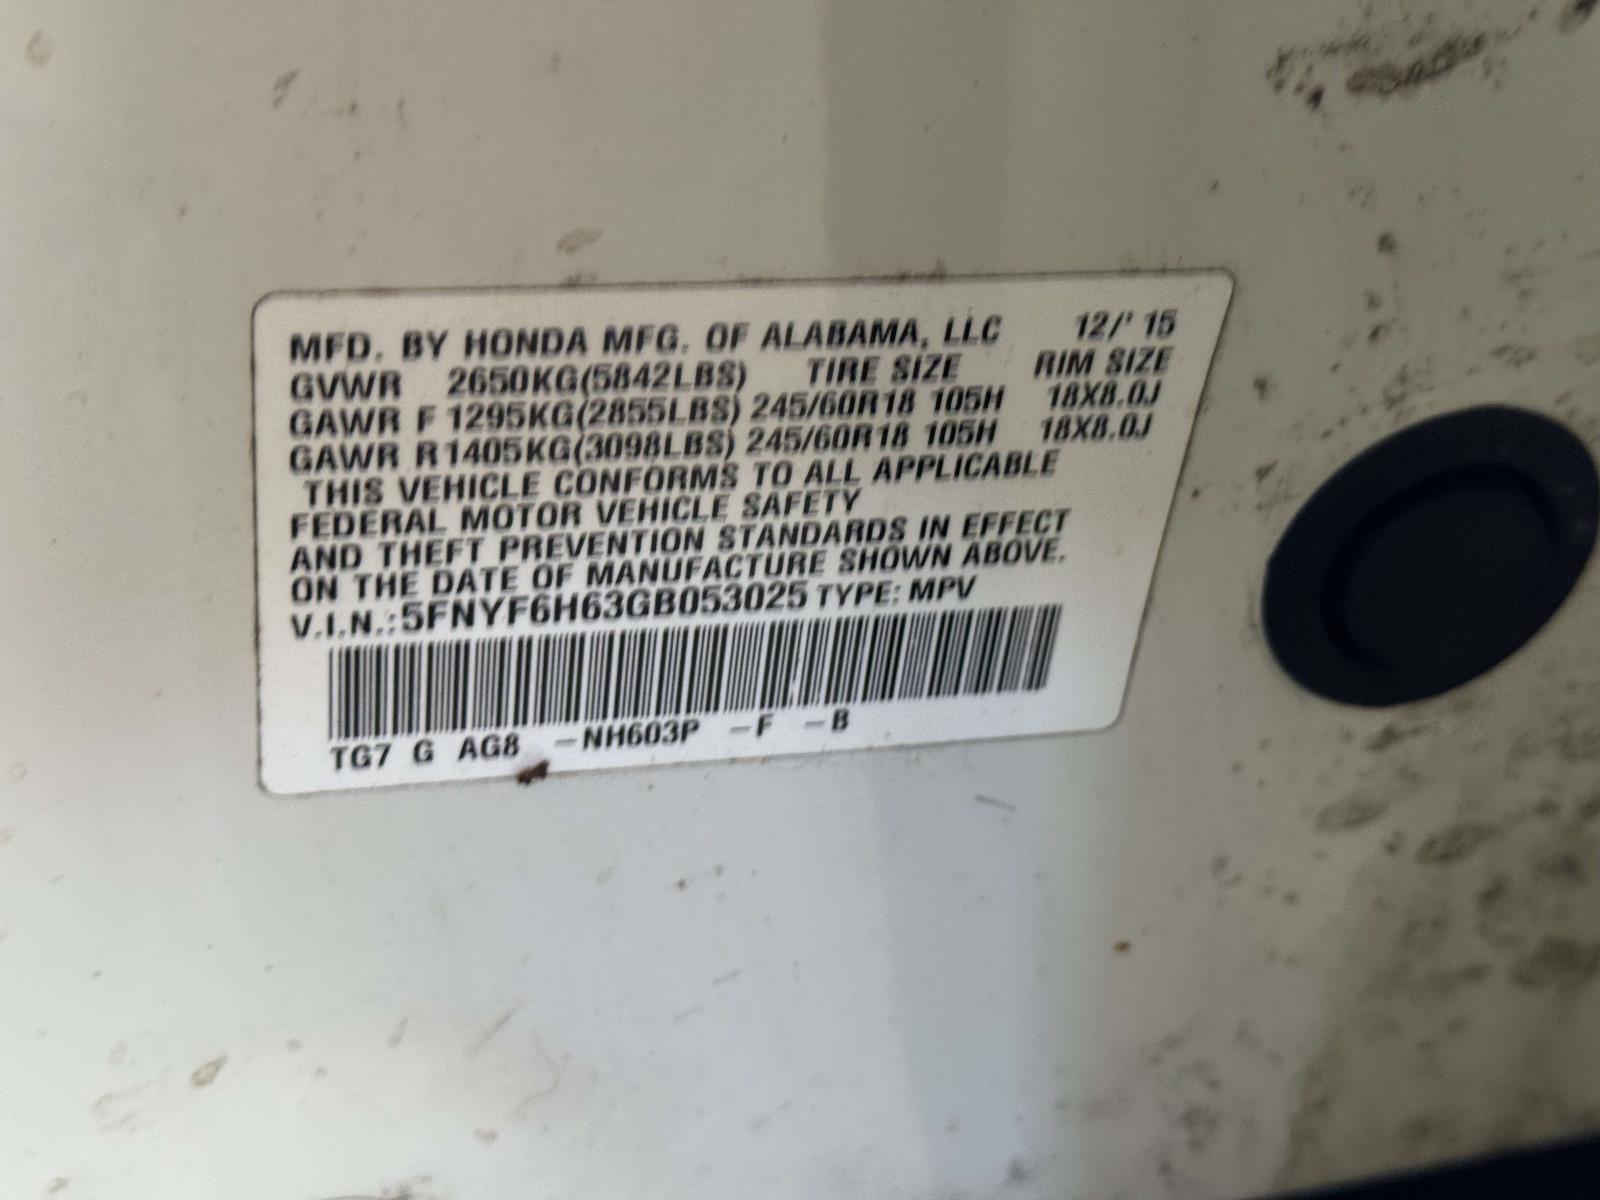 MFD. BY HONDA MFG. OF ALABAMA, LLC 12/' 15
GVWR 2650KG(5842LBS) TIRE SIZE RIM SIZE
GAWR F 1295KG(2855LBS) 245/60R18 105H 18X8.0J
GAWR R 1405KG(3098LBS) 245/60R18 105H 18X8.0J
THIS VEHICLE CONFORMS TO ALL APPLICABLE
FEDERAL MOTOR VEHICLE SAFETY
AND THEFT PREVENTION STANDARDS IN EFFECT
ON THE DATE OF MANUFACTURE SHOWN ABOVE.
V.I.N.:5FNYF6H63GB053025 TYPE: MPV
TG7 G AG8 -NH603P -F -B